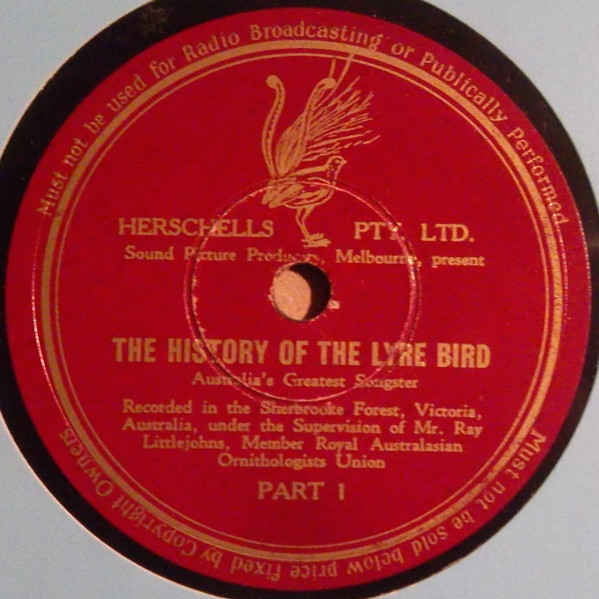 Must not be used for Radio Broadcasting or Publically performed
HERSCHELLS PTY. LTD.
Sound Picture Producers, Melbourne, present
THE HISTORY OF THE LYRE BIRD
Australia's Greatest Songster
Recorded in the Sherbrooke Forest, Victoria,
Australia, under the Supervision of Mr. Ray
Littlejohns, Member Royal Australasian
Ornithologists Union
PART 1
Must not be sold below price fixed by Copyright Owners.